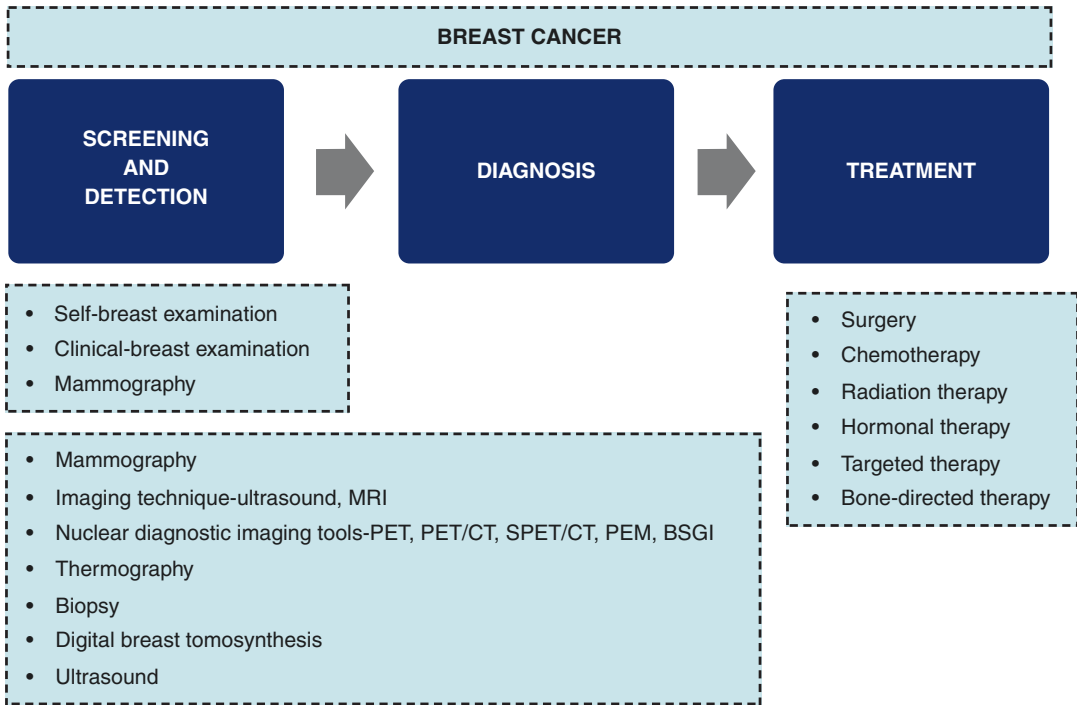 BREAST CANCER
SCREENING
AND
DETECTION
DIAGNOSIS
TREATMENT
• Self-breast examination
• Clinical-breast examination
• Mammography
• Mammography
• Imaging technique-ultrasound, MRI
• Nuclear diagnostic imaging tools-PET, PET/CT, SPET/CT, PEM, BSGI
• Thermography
• Biopsy
• Digital breast tomosynthesis
• Ultrasound
• Surgery
• Chemotherapy
• Radiation therapy
• Hormonal therapy
• Targeted therapy
• Bone-directed therapy